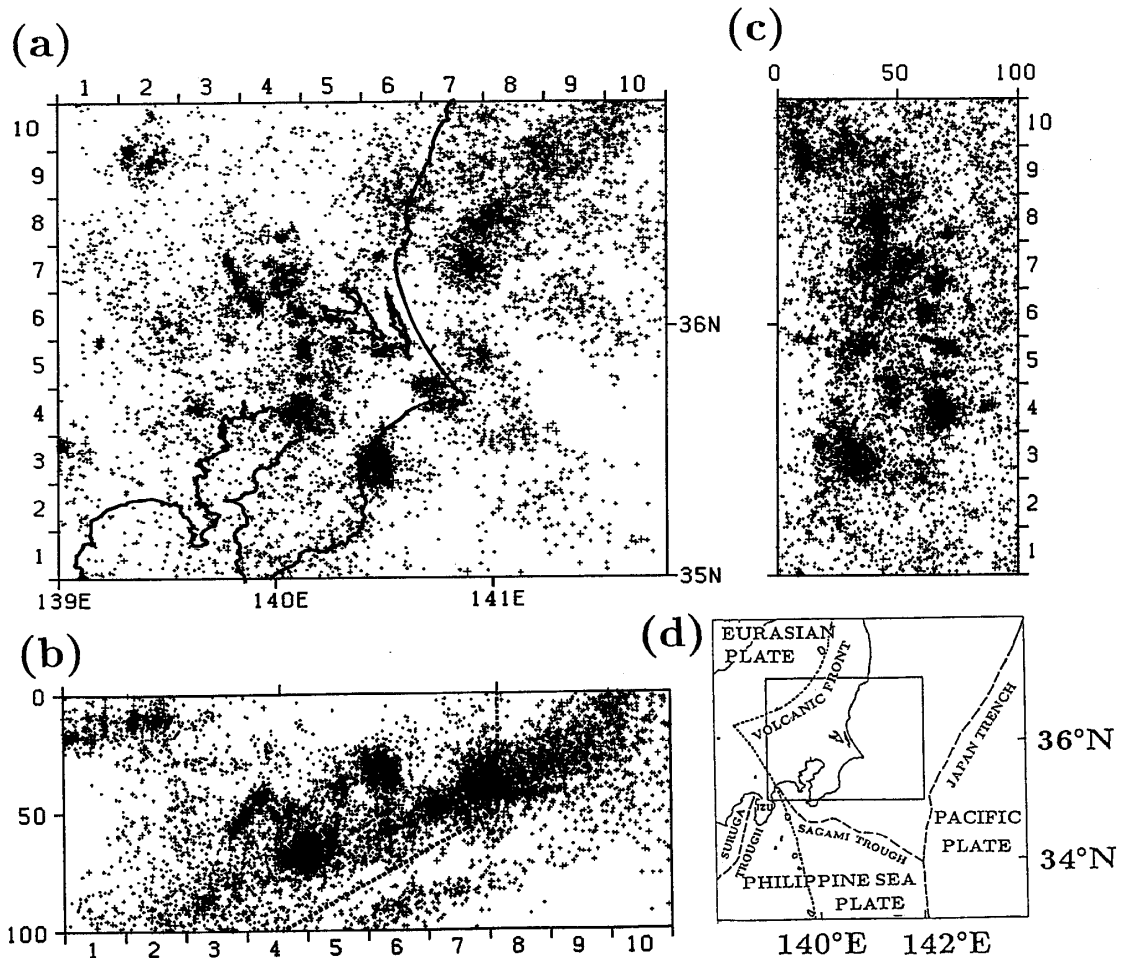 (a)
1 2 3 4 5 6 7 8 9 10
10
9
8
7
6
5
4
3
2
1
36N
35N
139E 140E 141E
(c)
0 50 100
10
9
8
7
6
5
4
3
2
1
(b)
0
50
100
1 2 3 4 5 6 7 8 9 10
(d)
EURASIAN
PLATE
VOLCANIC FRONT
JAPAN TRENCH
IZU
SURUGA
TROUGH
SAGAMI TROUGH
PACIFIC
PLATE
PHILIPPINE SEA
PLATE
36°N
34°N
140°E 142°E